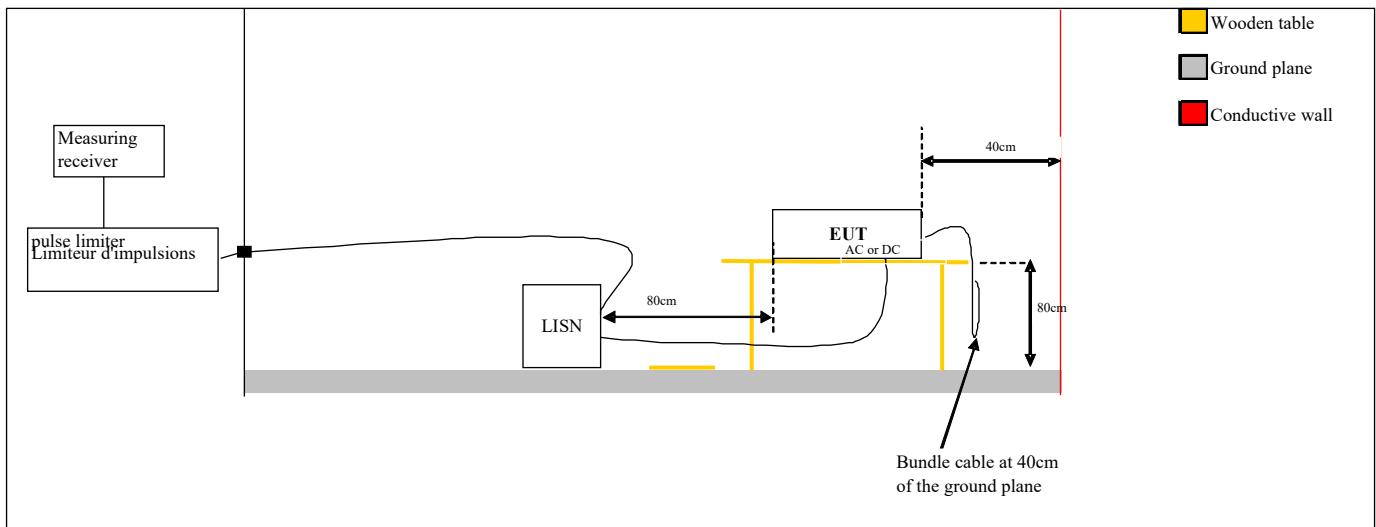 Wooden table
Ground plane
Conductive wall
Measuring
receiver
40cm
pulse limiter
Limiteur d'impulsions
EUT
AC or DC
80cm
80cm
LISN
Bundle cable at 40cm
of the ground plane